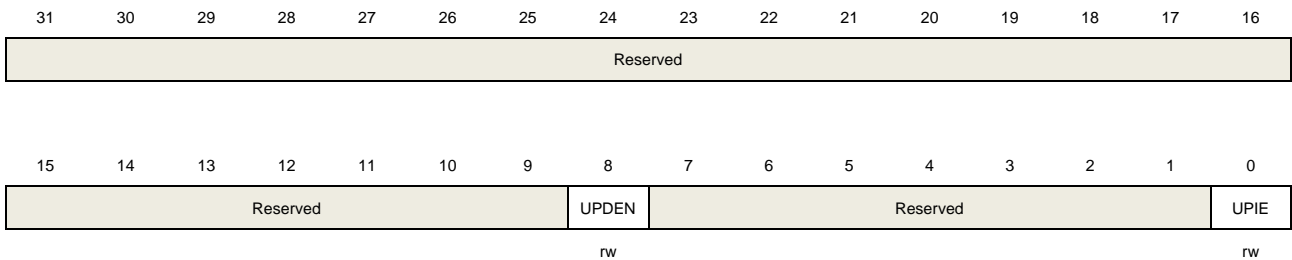 31 30 29 28 27 26 25 24 23 22 21 20 19 18 17 16
Reserved
15 14 13 12 11 10 9 8 7 6 5 4 3 2 1 0
Reserved UPDEN Reserved UPIE
rw rw